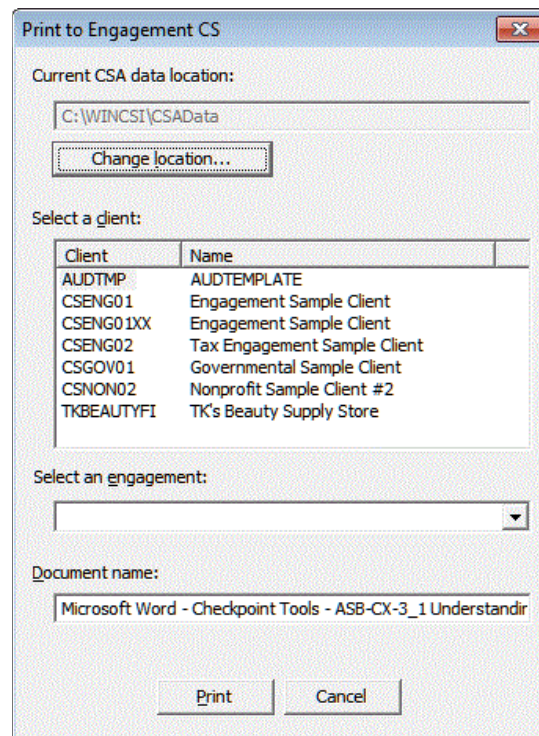 Print to Engagement CS
Current CSA data location:
C:\WINCSI\CSAData
Change location...
Select a client:
Client Name
AUDTMP AUDTEMPLATE
CSENG01 Engagement Sample Client
CSENG01XX Engagement Sample Client
CSENG02 Tax Engagement Sample Client
CSGOV01 Governmental Sample Client
CSNON02 Nonprofit Sample Client #2
TKBEAUTYFI TK's Beauty Supply Store
Select an engagement:
Document name:
Microsoft Word - Checkpoint Tools - ASB-CX-3_1 Understandir
Print Cancel